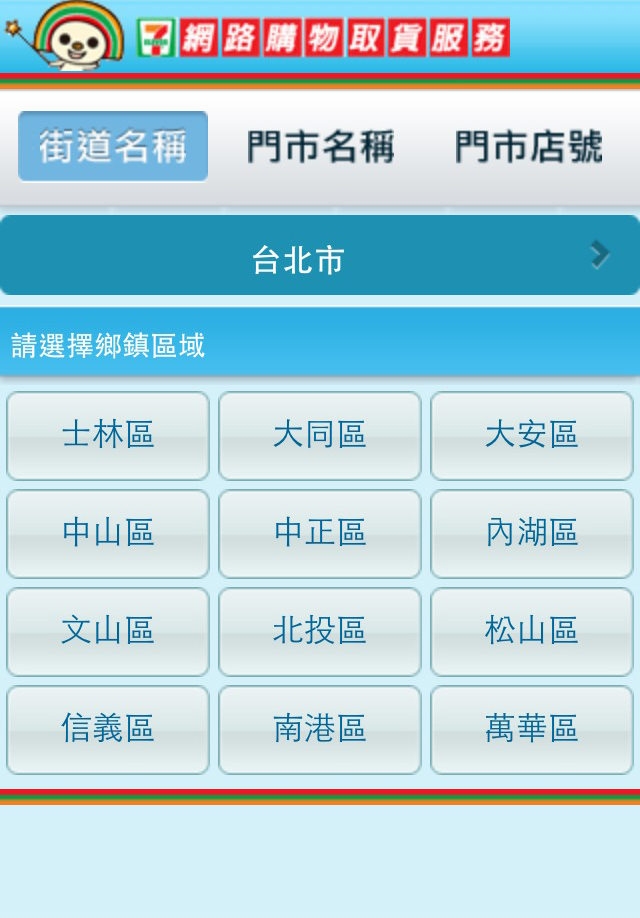 7 ELEVEN 網路購物取貨服務
街道名稱 門市名稱 門市店號
台北市
請選擇鄉鎮區域
士林區 大同區 大安區
中山區 中正區 內湖區
文山區 北投區 松山區
信義區 南港區 萬華區